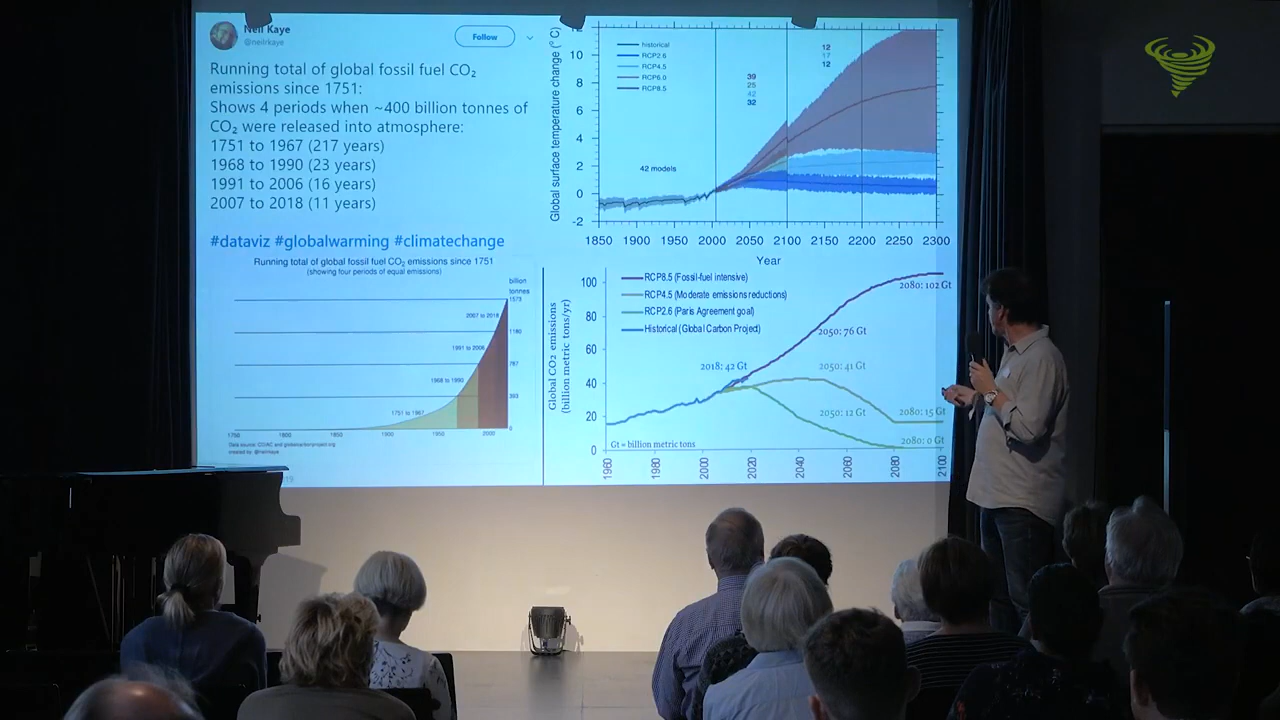 Neil Kaye
@neilrkaye
Follow
Running total of global fossil fuel CO₂
emissions since 1751:
Shows 4 periods when ~400 billion tonnes of
CO₂ were released into atmosphere:
1751 to 1967 (217 years)
1968 to 1990 (23 years)
1991 to 2006 (16 years)
2007 to 2018 (11 years)
#dataviz #globalwarming #climatechange
Running total of global fossil fuel CO₂ emissions since 1751
(showing four periods of equal emissions)
billion
tonnes
1573
2007 to 2018
1180
1991 to 2006
787
1968 to 1990
393
1751 to 1967
0
1750 1800 1850 1900 1950 2000
created by: @neilrkaye
Global surface temperature change (°C)
12
10
8
6
4
2
0
-2
historical
RCP2.6
RCP4.5
RCP6.0
RCP8.5
42 models
39
25
42
32
12
17
12
1850 1900 1950 2000 2050 2100 2150 2200 2250 2300
Year
Global CO2 emissions
(billion metric tons/yr)
100
80
60
40
20
0
RCP8.5 (Fossil-fuel intensive)
RCP4.5 (Moderate emissions reductions)
RCP2.6 (Paris Agreement goal)
Historical (Global Carbon Project)
2080: 102 Gt
2050: 76 Gt
2018: 42 Gt
2050: 41 Gt
2050: 12 Gt
2080: 15 Gt
2080: 0 Gt
Gt = billion metric tons
1960 1980 2000 2020 2040 2060 2080 2100